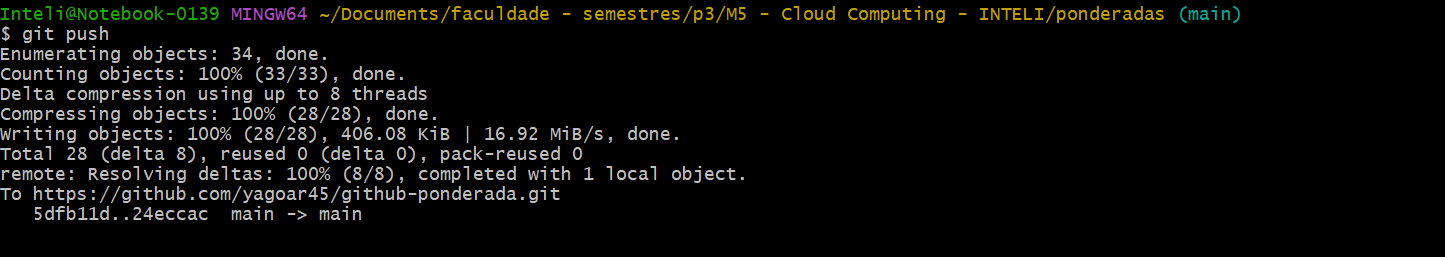 Inteli@Notebook-0139 MINGW64 ~/Documents/faculdade - semestres/p3/M5 - Cloud Computing - INTELI/ponderadas (main)
$ git push
Enumerating objects: 34, done.
Counting objects: 100% (33/33), done.
Delta compression using up to 8 threads
Compressing objects: 100% (28/28), done.
Writing objects: 100% (28/28), 406.08 KiB | 16.92 MiB/s, done.
Total 28 (delta 8), reused 0 (delta 0), pack-reused 0
remote: Resolving deltas: 100% (8/8), completed with 1 local object.
To https://github.com/yagoar45/github-ponderada.git
   5dfb11d..24eccac  main -> main